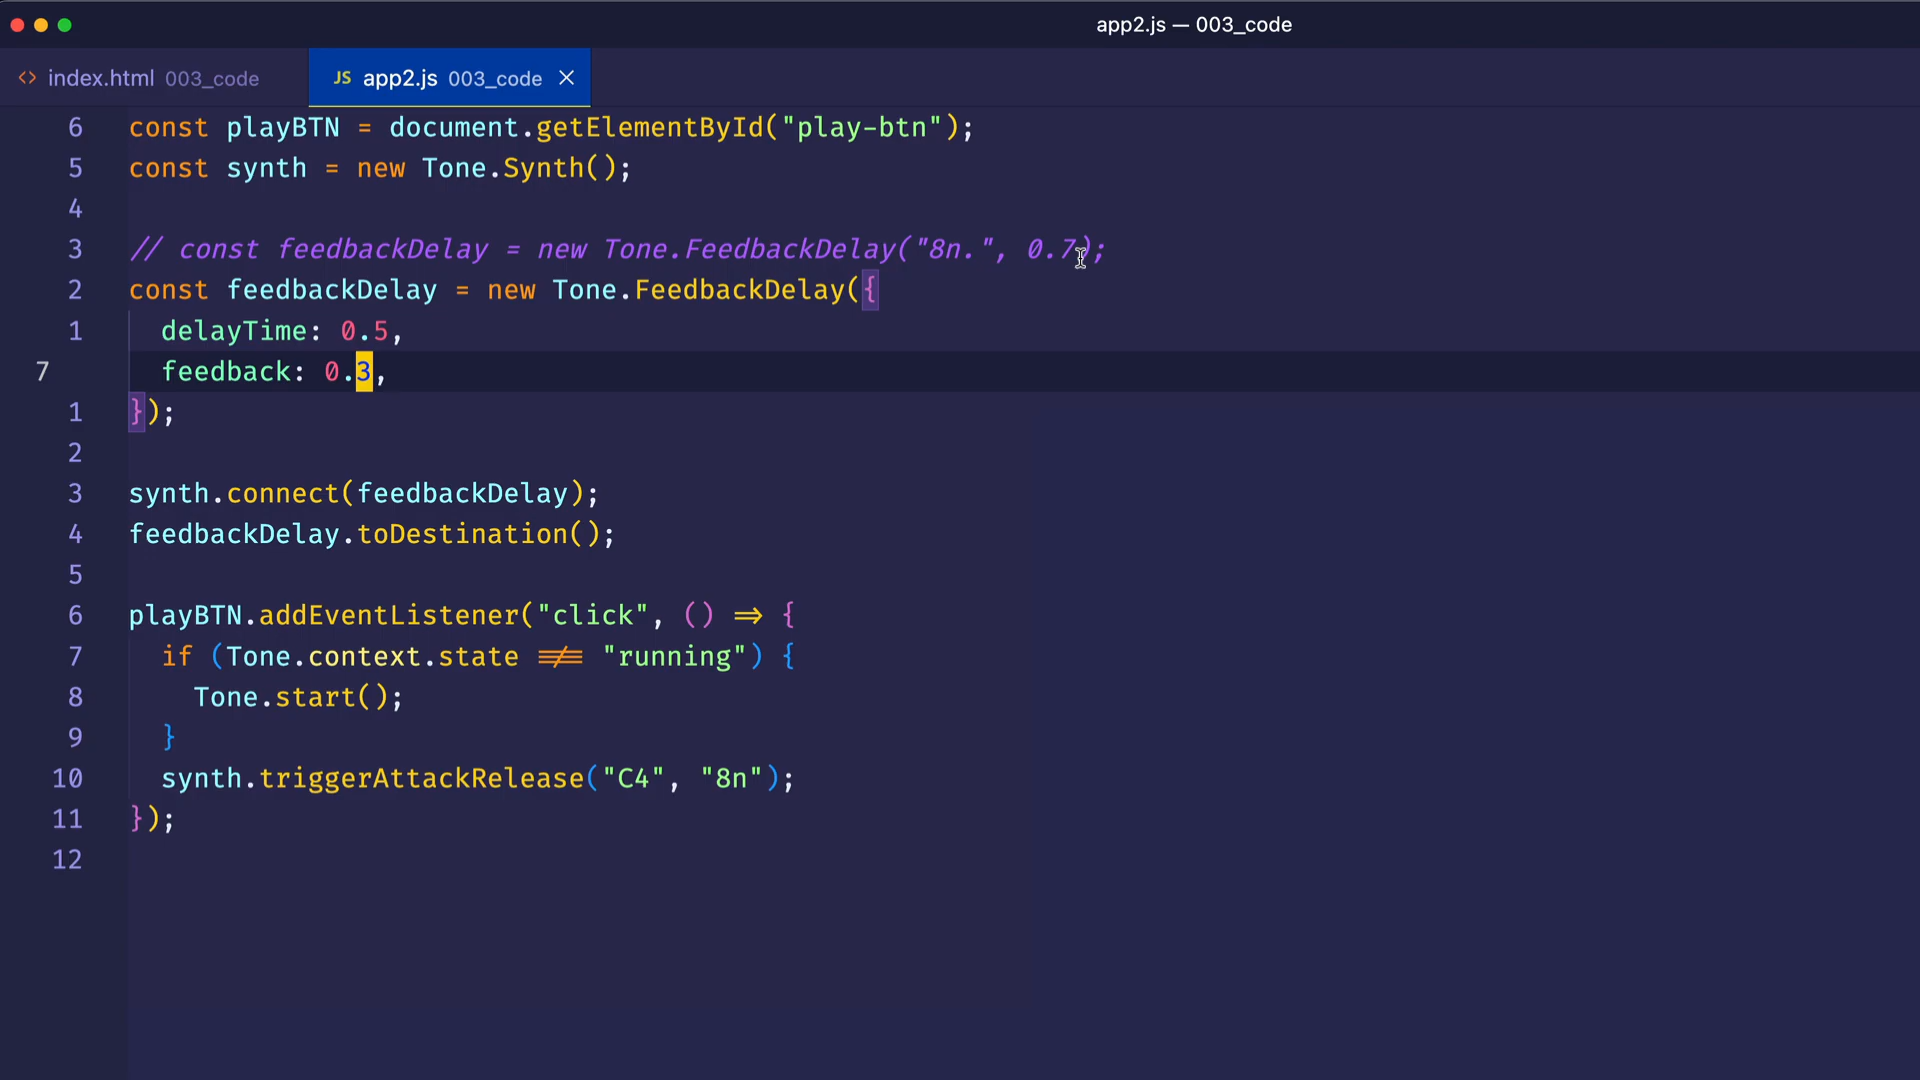 app2.js — 003_code
<> index.html 003_code JS app2.js 003_code ×
6 const playBTN = document.getElementById("play-btn");
5 const synth = new Tone.Synth();
4
3 // const feedbackDelay = new Tone.FeedbackDelay("8n.", 0.7);
2 const feedbackDelay = new Tone.FeedbackDelay({
1 delayTime: 0.5,
7 feedback: 0.3,
1 });
2
3 synth.connect(feedbackDelay);
4 feedbackDelay.toDestination();
5
6 playBTN.addEventListener("click", () => {
7 if (Tone.context.state !== "running") {
8 Tone.start();
9 }
10 synth.triggerAttackRelease("C4", "8n");
11 });
12